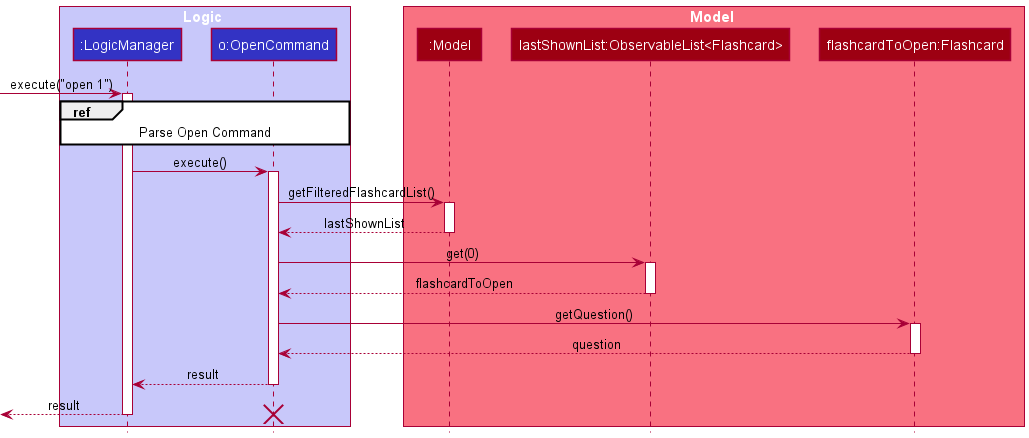 Logic
Model
:LogicManager
o:OpenCommand
:Model
lastShownList:ObservableList<Flashcard>
flashcardToOpen:Flashcard
execute("open 1")
ref
Parse Open Command
execute()
getFilteredFlashcardList()
lastShownList
get(0)
flashcardToOpen
getQuestion()
question
result
result